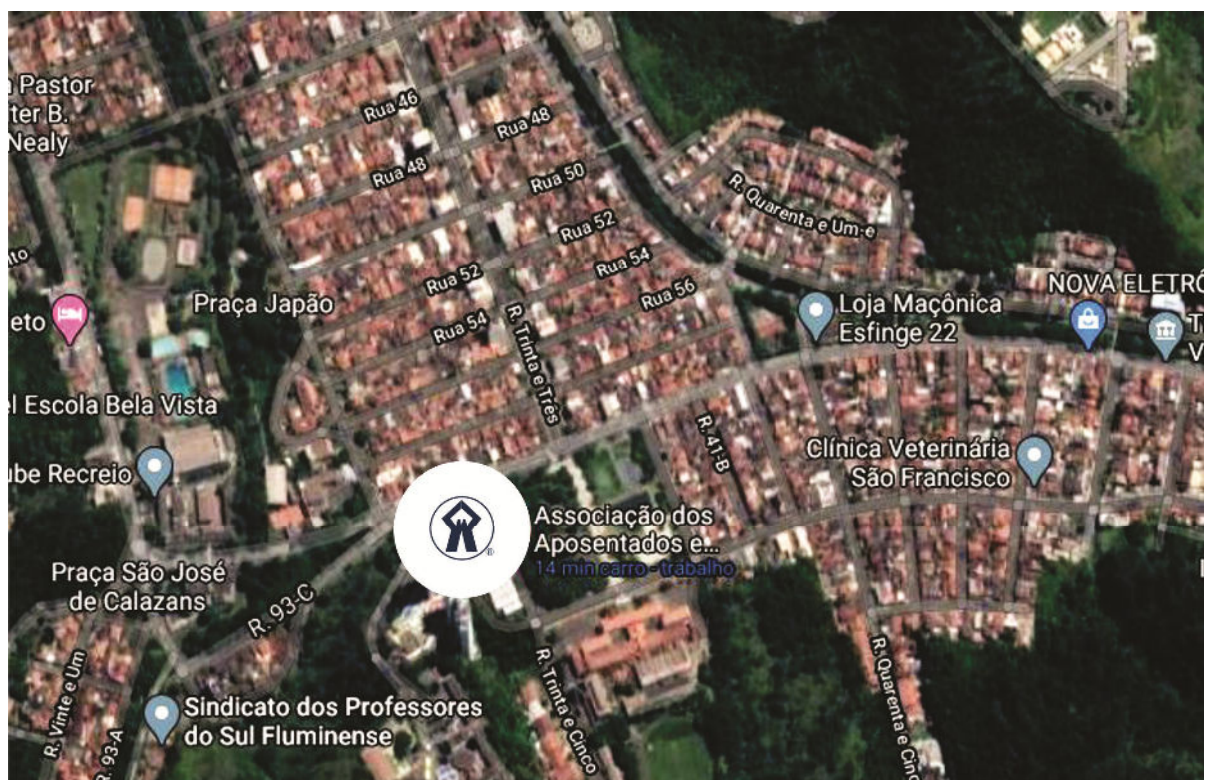 Pastor
ter B.
Nealy
Rua 46
Rua 48
Rua 48
Rua 50
R. Quarenta e Um-e
Rua 52
Rua 52
Rua 54
Rua 56
Rua 54
Praça Japão
R. Trinta e Três
NOVA ELETRÔ
Loja Maçônica
Esfinge 22
eto
el Escola Bela Vista
R. 41-B
Clínica Veterinária
São Francisco
ube Recreio
Associação dos
Aposentados e...
14 min carro - trabalho
Praça São José
de Calazans
R. 93-C
R. Vinte e Um
R. 93-A
Sindicato dos Professores
do Sul Fluminense
R. Trinta e Cinco
R. Quarenta e Cinc
®